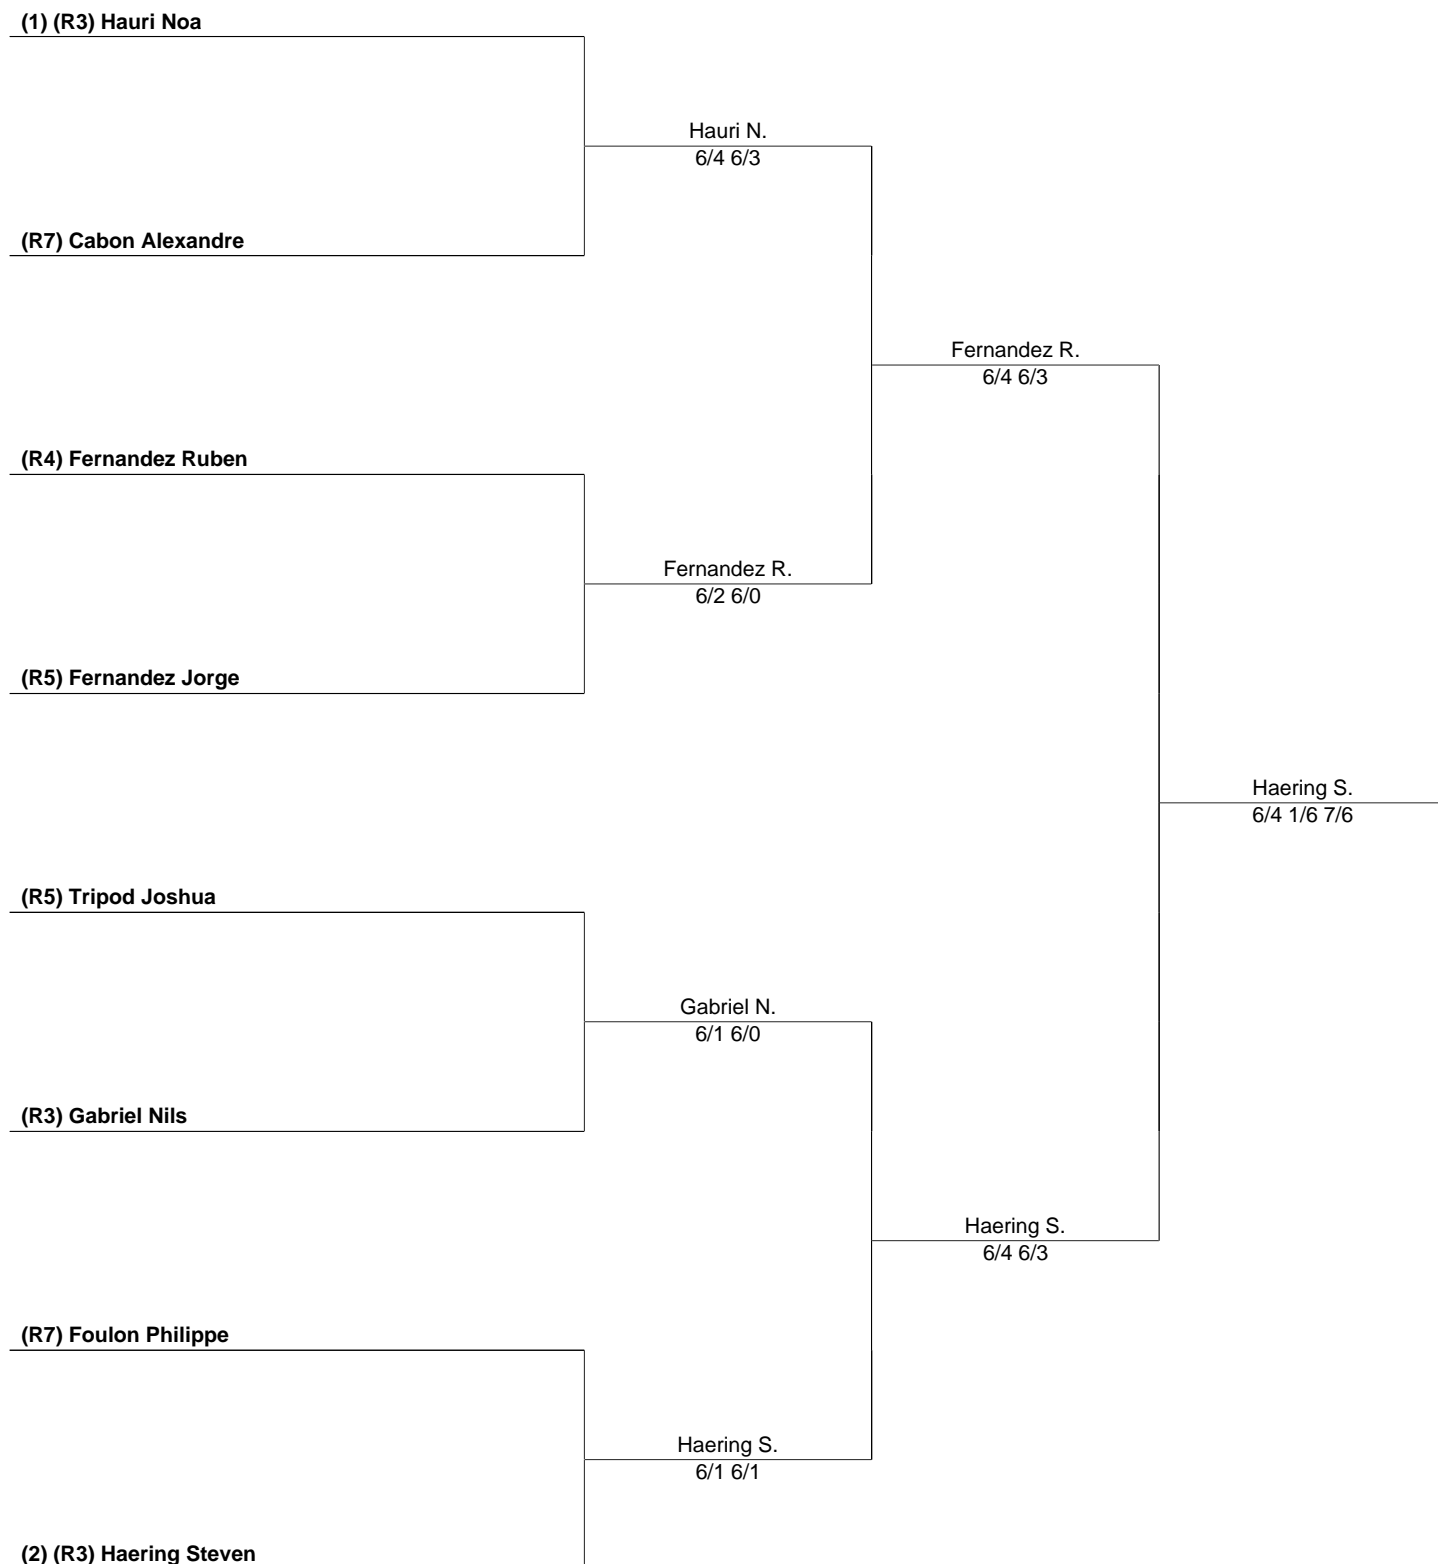 (1) (R3) Hauri Noa
Hauri N.
6/4 6/3
(R7) Cabon Alexandre
Fernandez R.
6/4 6/3
(R4) Fernandez Ruben
Fernandez R.
6/2 6/0
(R5) Fernandez Jorge
Haering S.
6/4 1/6 7/6
(R5) Tripod Joshua
Gabriel N.
6/1 6/0
(R3) Gabriel Nils
Haering S.
6/4 6/3
(R7) Foulon Philippe
Haering S.
6/1 6/1
(2) (R3) Haering Steven